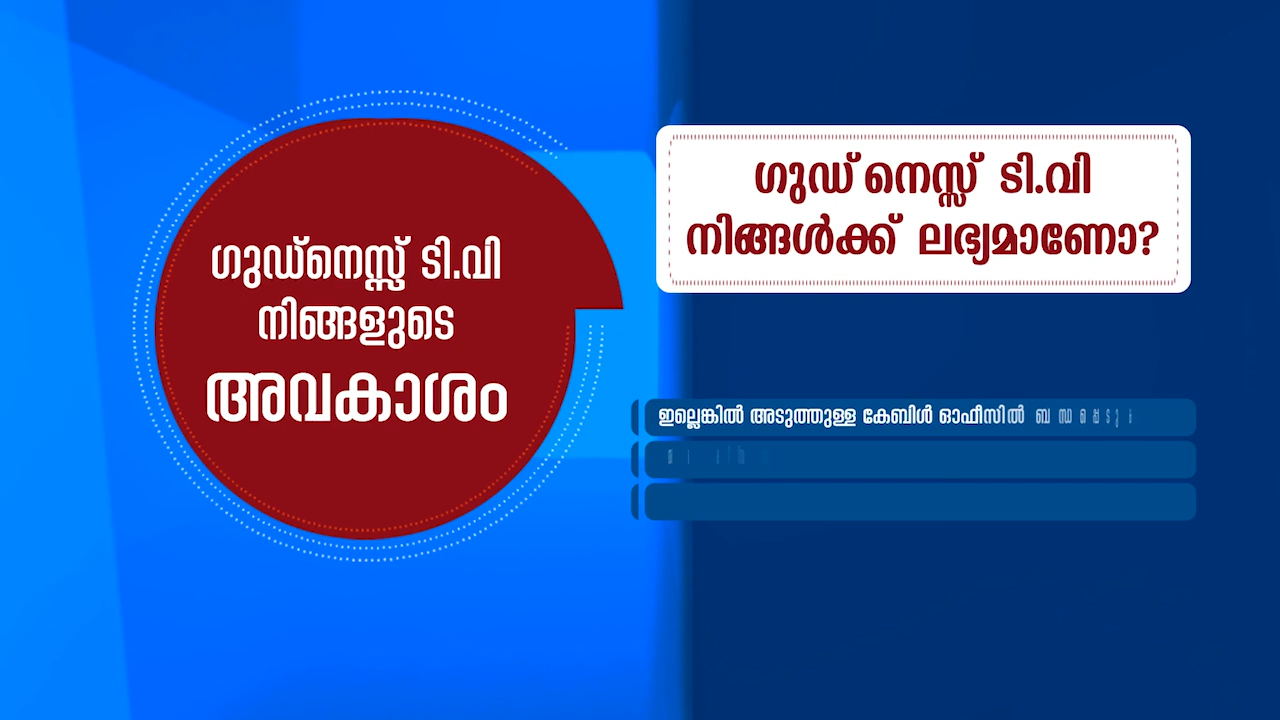 ഗുഡ്നെസ്സ് ടി.വി
നിങ്ങളുടെ
അവകാശം
ഗുഡ്നെസ്സ് ടി.വി
നിങ്ങൾക്ക് ലഭ്യമാണോ?
ഇല്ലെങ്കിൽ അടുത്തുള്ള കേബിൾ ഓഫീസിൽ